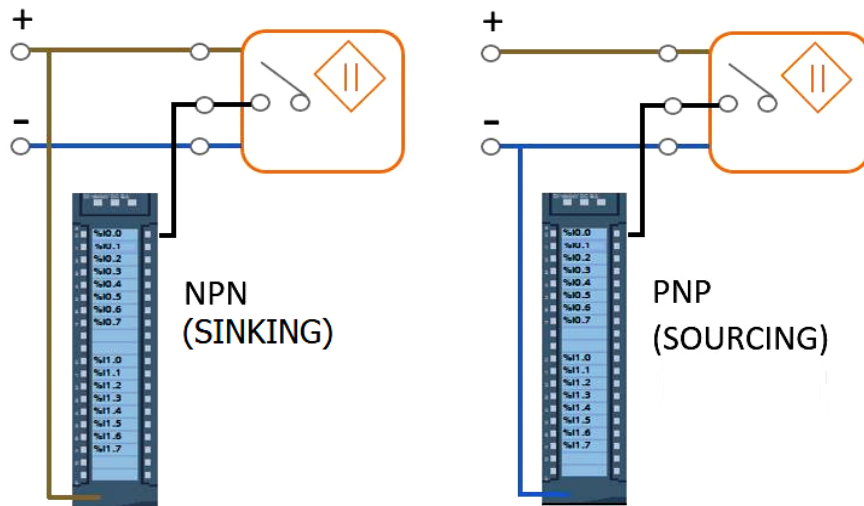 +
-
%I0.0
%I0.1
%I0.2
%I0.3
%I0.4
%I0.5
%I0.6
%I0.7
%I1.0
%I1.1
%I1.2
%I1.3
%I1.4
%I1.5
%I1.6
%I1.7
NPN
(SINKING)
+
-
%I0.0
%I0.1
%I0.2
%I0.3
%I0.4
%I0.5
%I0.6
%I0.7
%I1.0
%I1.1
%I1.2
%I1.3
%I1.4
%I1.5
%I1.6
%I1.7
PNP
(SOURCING)